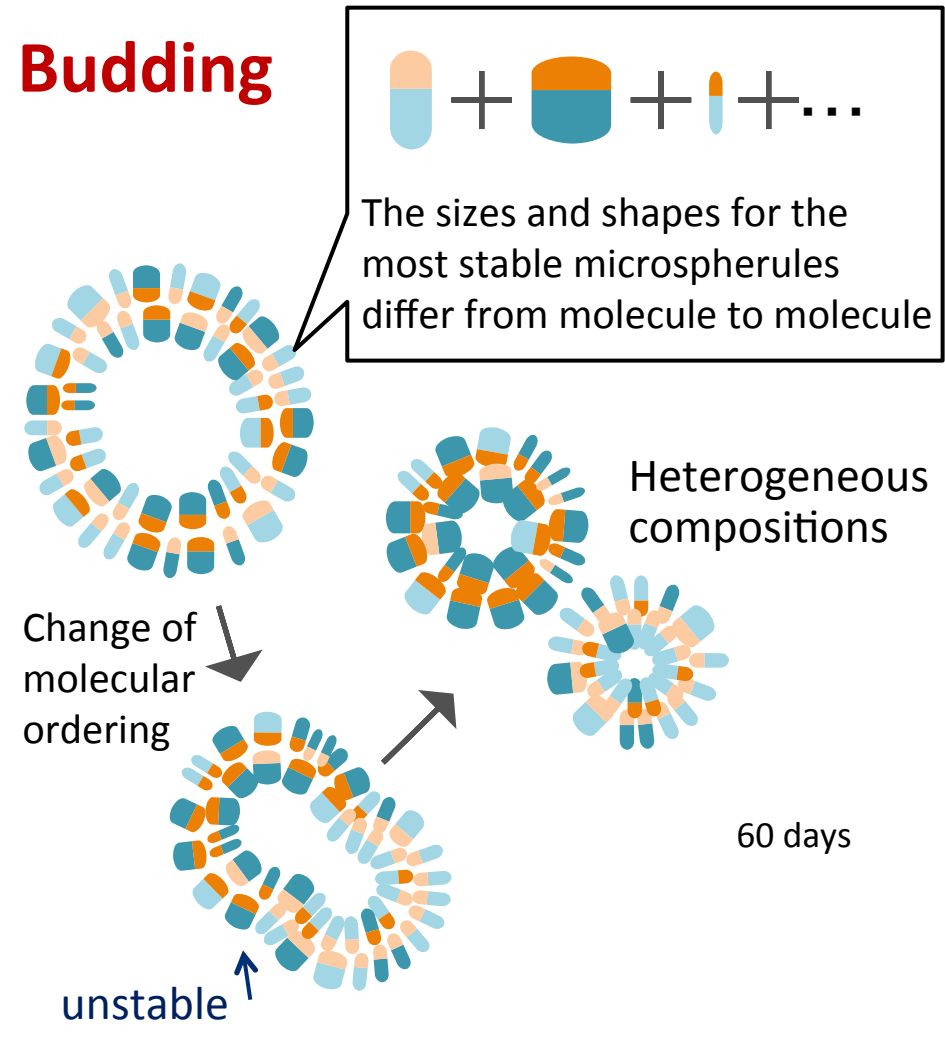 Budding
+ + +...
The sizes and shapes for the
most stable microspherules
differ from molecule to molecule
Heterogeneous
compositions
Change of
molecular
ordering
60 days
unstable